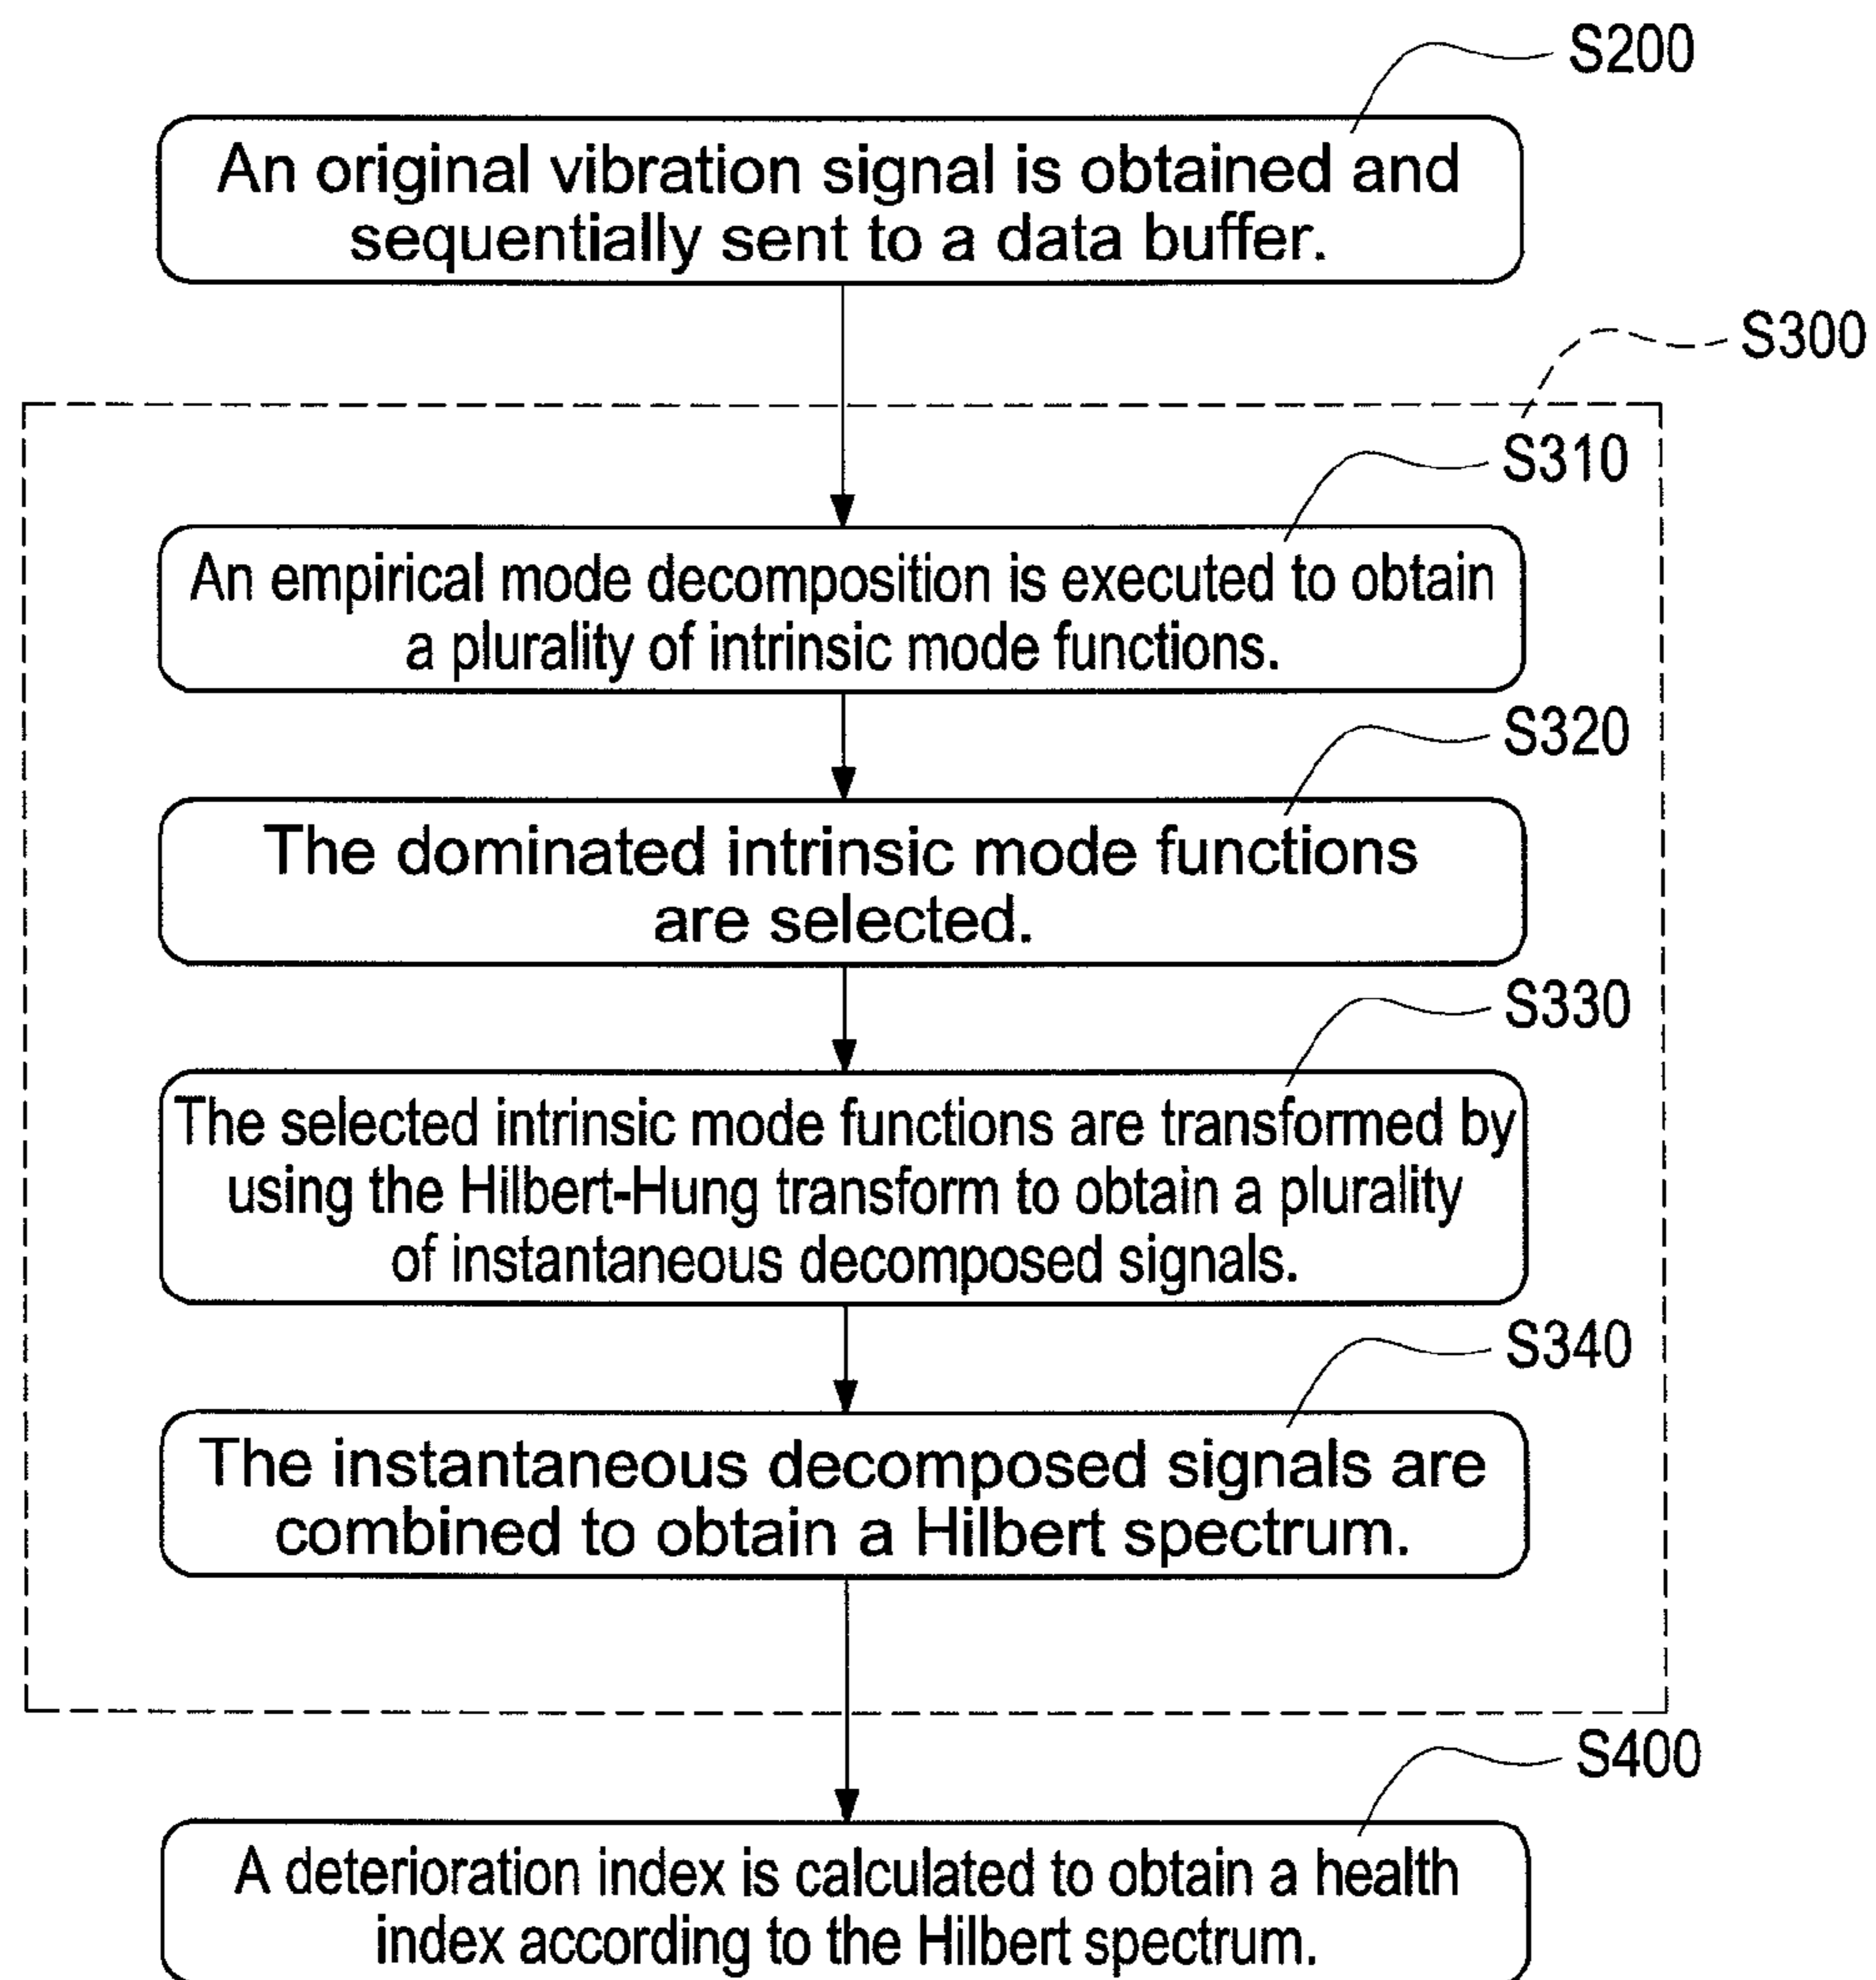 S200
An original vibration signal is obtained and
sequentially sent to a data buffer.
S300
S310
An empirical mode decomposition is executed to obtain
a plurality of intrinsic mode functions.
S320
The dominated intrinsic mode functions
are selected.
S330
The selected intrinsic mode functions are transformed by
using the Hilbert-Hung transform to obtain a plurality
of instantaneous decomposed signals.
S340
The instantaneous decomposed signals are
combined to obtain a Hilbert spectrum.
S400
A deterioration index is calculated to obtain a health
index according to the Hilbert spectrum.